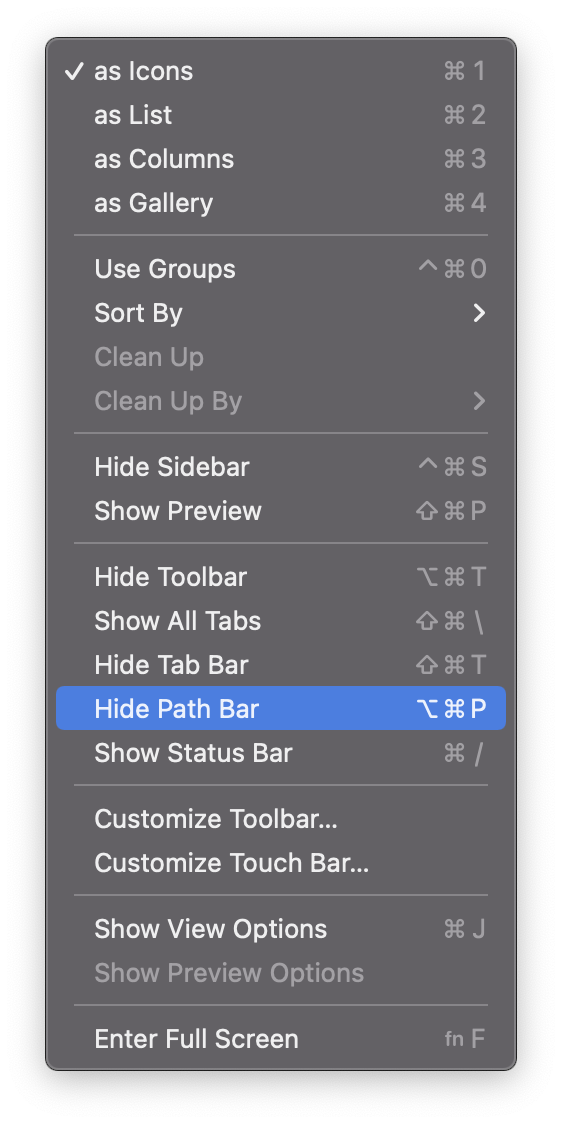 ✓ as Icons ⌘ 1
as List ⌘ 2
as Columns ⌘ 3
as Gallery ⌘ 4
Use Groups ^ ⌘ 0
Sort By >
Clean Up
Clean Up By >
Hide Sidebar ^ ⌘ S
Show Preview ⇧ ⌘ P
Hide Toolbar ⌥ ⌘ T
Show All Tabs ⇧ ⌘ \
Hide Tab Bar ⇧ ⌘ T
Hide Path Bar ⌥ ⌘ P
Show Status Bar ⌘ /
Customize Toolbar...
Customize Touch Bar...
Show View Options ⌘ J
Show Preview Options
Enter Full Screen fn F